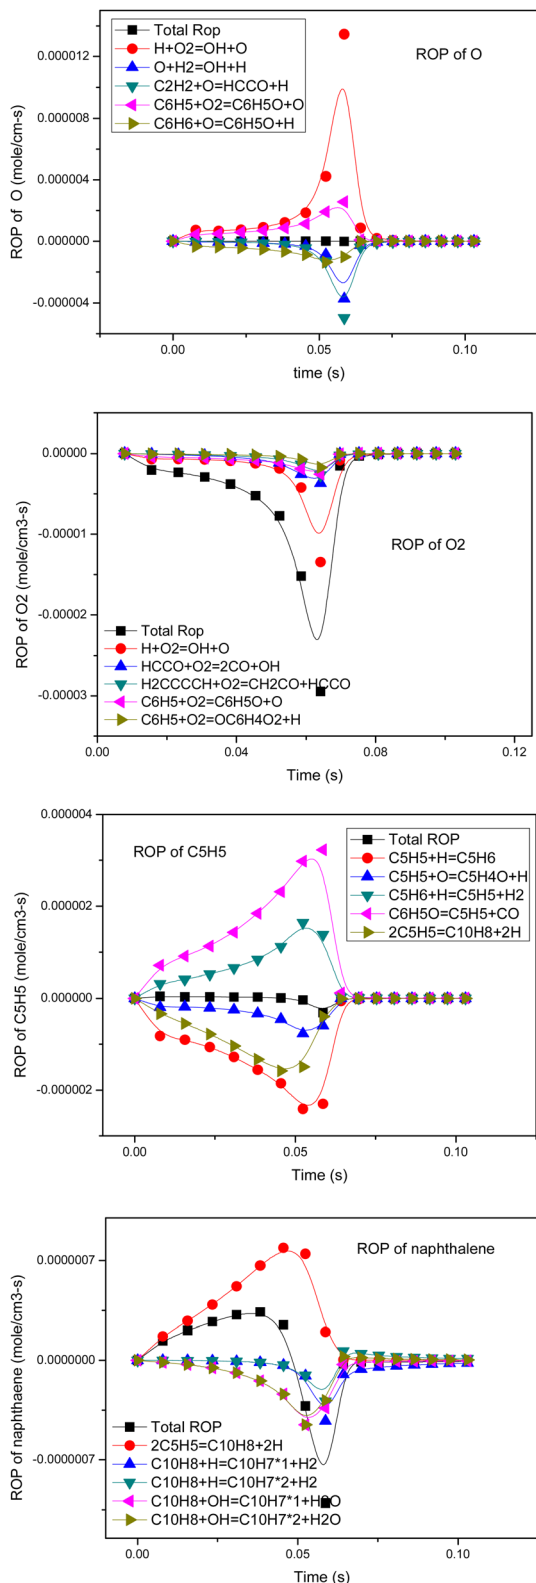 Total Rop
H+O2=OH+O
ROP of O
O+H2=OH+H
C2H2+O=HCCO+H
C6H5+O2=C6H5O+O
C6H6+O=C6H5O+H
0.000012
0.000008
0.000004
0.000000
-0.000004
ROP of O (mole/cm-s)
0.00
0.05
0.10
time (s)
0.00000
-0.00001
-0.00002
-0.00003
ROP of O2 (mole/cm3-s)
ROP of O2
Total Rop
H+O2=OH+O
HCCO+O2=2CO+OH
H2CCCCH+O2=CH2CO+HCCO
C6H5+O2=C6H5O+O
C6H5+O2=OC6H4O2+H
0.00
0.04
0.08
0.12
Time (s)
0.000004
0.000002
0.000000
-0.000002
ROP of C5H5 (mole/cm3-s)
ROP of C5H5
Total ROP
C5H5+H=C5H6
C5H5+O=C5H4O+H
C5H6+H=C5H5+H2
C6H5O=C5H5+CO
2C5H5=C10H8+2H
0.00
0.05
0.10
Time (s)
ROP of naphthalene
0.0000007
0.0000000
-0.0000007
ROP of naphthaene (mole/cm3-s)
Total ROP
2C5H5=C10H8+2H
C10H8+H=C10H7*1+H2
C10H8+H=C10H7*2+H2
C10H8+OH=C10H7*1+H2O
C10H8+OH=C10H7*2+H2O
0.00
0.05
0.10
Time (s)